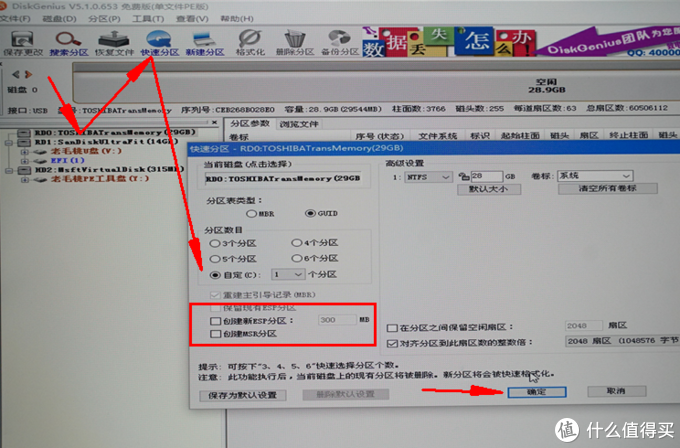 DiskGenius V5.1.0.653 免费版(单文件PE版)
文件(F) 磁盘(D) 分区(P) 工具(T) 查看(V) 帮助(H)
保存更改 搜索分区 恢复文件 快速分区 新建分区 格式化 删除分区 备份分区
数据丢失怎么办!
DiskGenius团队为您
QQ: 40000
磁盘 0
空闲
28.9GB
接口:USB 型号:TOSHIBATransMemory 序列号:CEB268B028E0 容量:28.9GB(29544MB) 柱面数:3766 磁头数:255 每道扇区数:63 总扇区数:60506112
RD0:TOSHIBATransMemory(29GB)
RD1:SanDiskUltraFit(14GB)
老毛桃U盘(V:)
EFI(1)
HD2:MsftVirtualDisk(315MB)
老毛桃PE工具盘(Y:)
分区参数 浏览文件
卷标 序号(状态) 文件系统 标识 起始柱面 磁头 扇区 终止柱面 磁头
快速分区 - RD0:TOSHIBATransMemory(29GB)
当前磁盘(点击选择)
RD0:TOSHIBATransMemory(29GB
分区表类型:
MBR GUID
分区数目
3个分区 4个分区
5个分区 6个分区
自定(C): 1 个分区
重建主引导记录(MBR)
保留现有ESP分区
创建新ESP分区: 300 MB
创建MSR分区
高级设置
1: NTFS 28 GB 卷标: 系统
默认大小 清空所有卷标
在分区之间保留空闲扇区 2048 扇区
对齐分区到此扇区数的整数倍: 2048 扇区 (1048576 字节
提示: 可按下"3、4、5、6"快速选择分区个数。
注意: 此功能执行后,当前磁盘上的现有分区将被删除。新分区将会被快速格式化。
保存为默认设置 删除默认设置 确定 取消
值 什么值得买